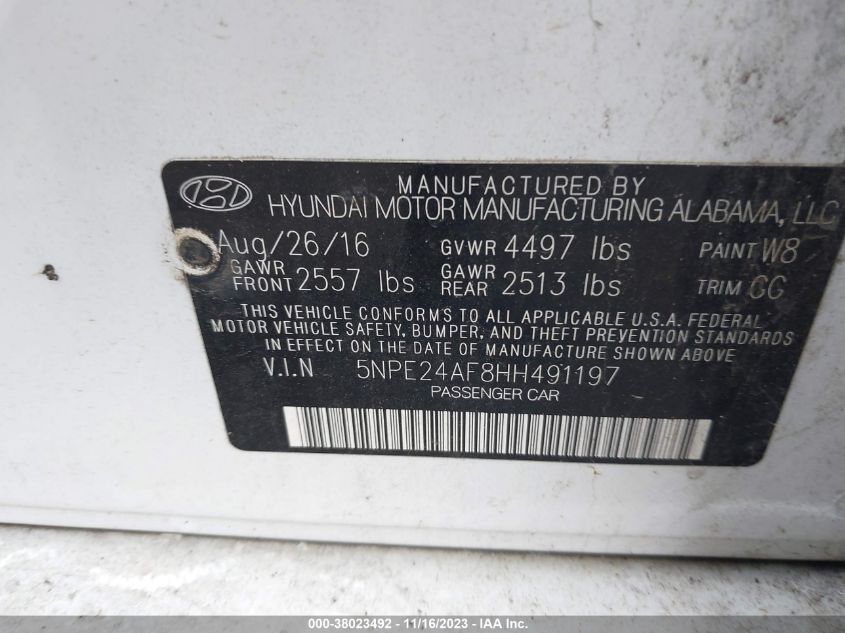 MANUFACTURED BY
HYUNDAI MOTOR MANUFACTURING ALABAMA, LLC
Aug/26/16 GVWR 4497 lbs PAINT W8
GAWR FRONT 2557 lbs GAWR REAR 2513 lbs TRIM CC
THIS VEHICLE CONFORMS TO ALL APPLICABLE U.S.A. FEDERAL
MOTOR VEHICLE SAFETY, BUMPER, AND THEFT PREVENTION STANDARDS
IN EFFECT ON THE DATE OF MANUFACTURE SHOWN ABOVE
V.I.N 5NPE24AF8HH491197
PASSENGER CAR
000-38023492 - 11/16/2023 - IAA Inc.